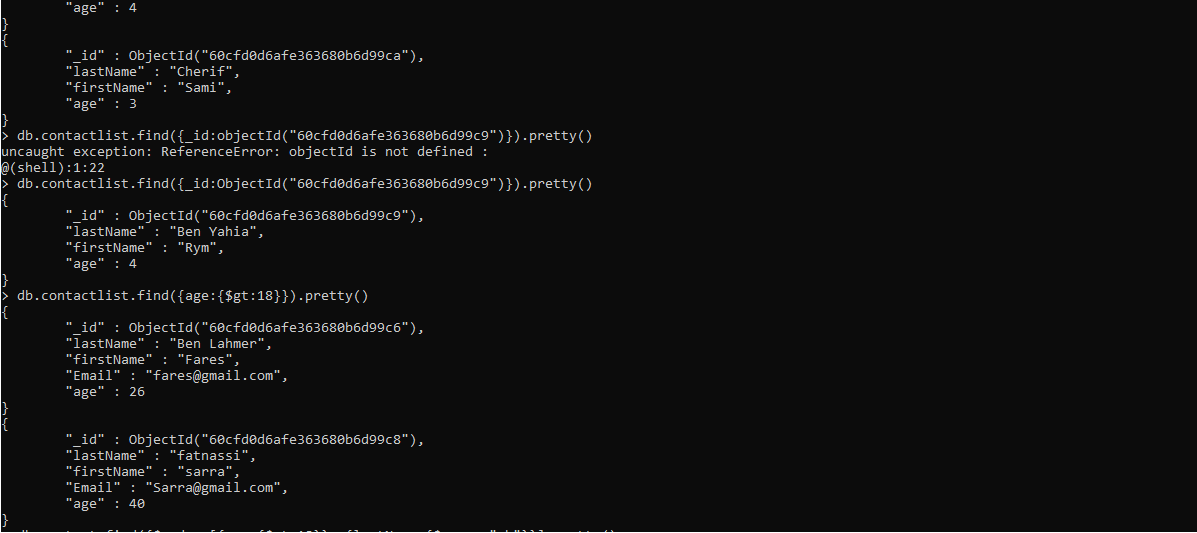 "age" : 4
}
{
"_id" : ObjectId("60cfd0d6afe363680b6d99ca"),
"lastName" : "Cherif",
"firstName" : "Sami",
"age" : 3
}
> db.contactlist.find({_id:objectId("60cfd0d6afe363680b6d99c9")}).pretty()
uncaught exception: ReferenceError: objectId is not defined :
@(shell):1:22
> db.contactlist.find({_id:ObjectId("60cfd0d6afe363680b6d99c9")}).pretty()
{
"_id" : ObjectId("60cfd0d6afe363680b6d99c9"),
"lastName" : "Ben Yahia",
"firstName" : "Rym",
"age" : 4
}
> db.contactlist.find({age:{$gt:18}}).pretty()
{
"_id" : ObjectId("60cfd0d6afe363680b6d99c6"),
"lastName" : "Ben Lahmer",
"firstName" : "Fares",
"Email" : "fares@gmail.com",
"age" : 26
}
{
"_id" : ObjectId("60cfd0d6afe363680b6d99c8"),
"lastName" : "fatnassi",
"firstName" : "sarra",
"Email" : "Sarra@gmail.com",
"age" : 40
}